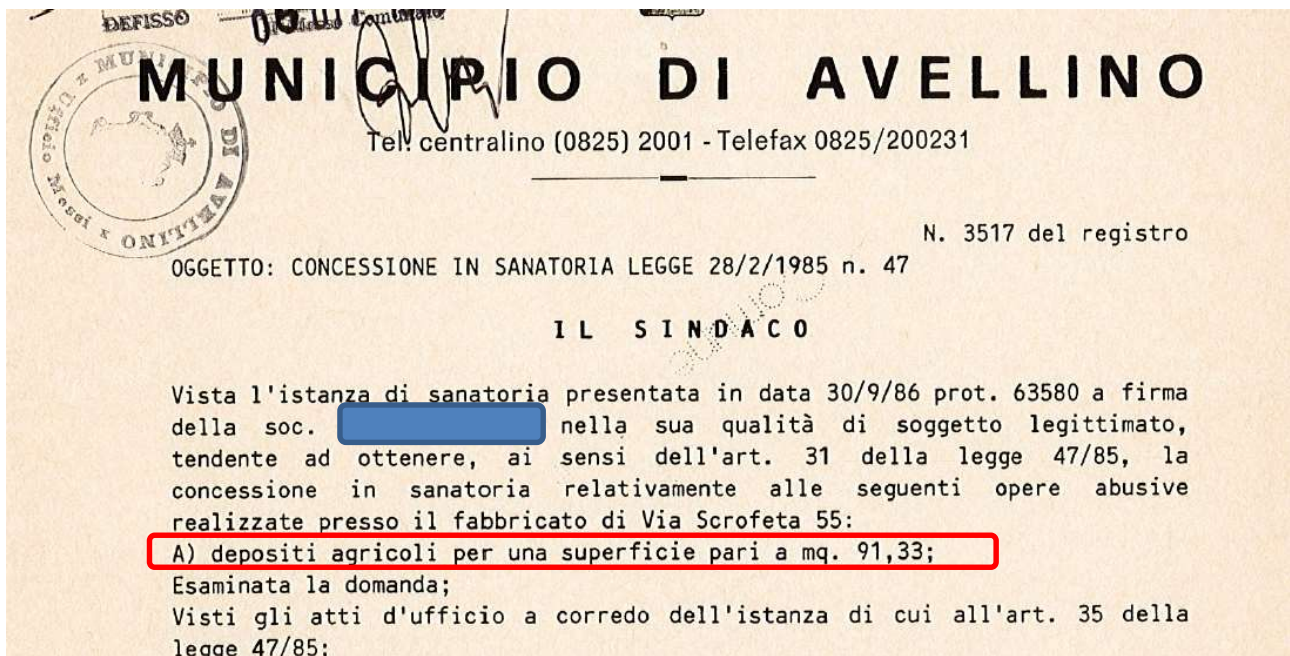 DEFISSO
MUNICIPIO DI AVELLINO
Tel. centralino (0825) 2001 - Telefax 0825/200231
MUNICIPIO DI AVELLINO x Ufficio Messi x
N. 3517 del registro
OGGETTO: CONCESSIONE IN SANATORIA LEGGE 28/2/1985 n. 47
IL SINDACO
Vista l'istanza di sanatoria presentata in data 30/9/86 prot. 63580 a firma
della soc. nella sua qualità di soggetto legittimato,
tendente ad ottenere, ai sensi dell'art. 31 della legge 47/85, la
concessione in sanatoria relativamente alle seguenti opere abusive
realizzate presso il fabbricato di Via Scrofeta 55:
A) depositi agricoli per una superficie pari a mq. 91,33;
Esaminata la domanda;
Visti gli atti d'ufficio a corredo dell'istanza di cui all'art. 35 della
legge 47/85;